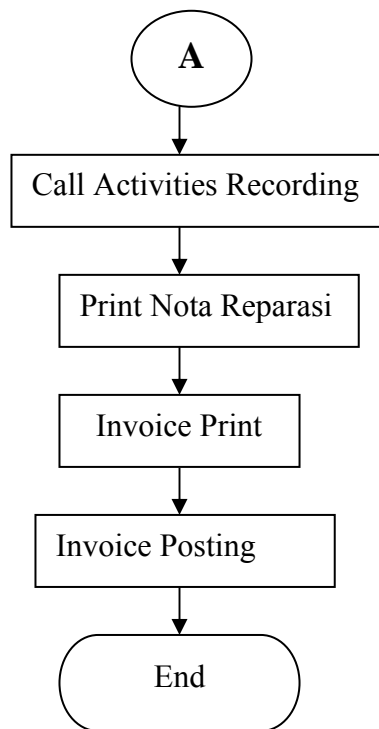 A
Call Activities Recording
Print Nota Reparasi
Invoice Print
Invoice Posting
End